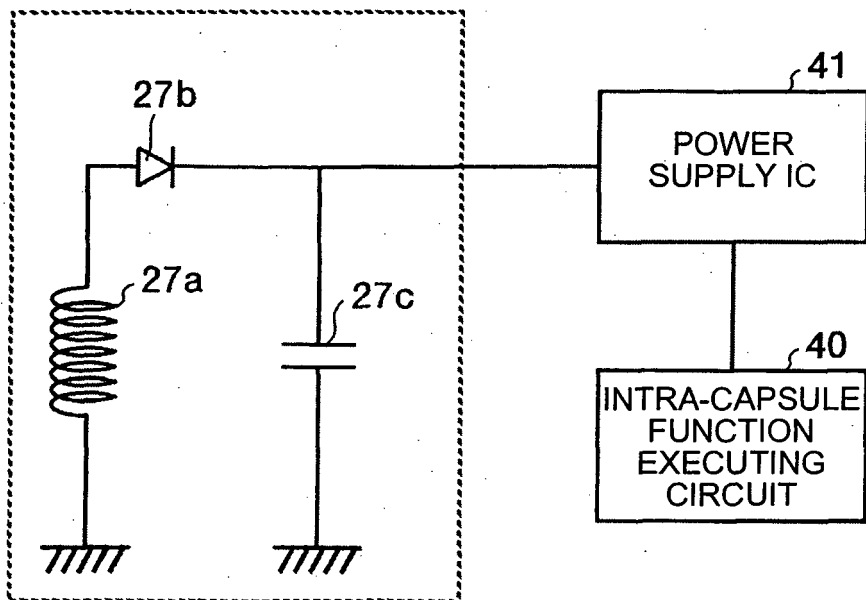 41
27b
POWER
SUPPLY IC
27a
27c
40
INTRA-CAPSULE
FUNCTION
EXECUTING
CIRCUIT